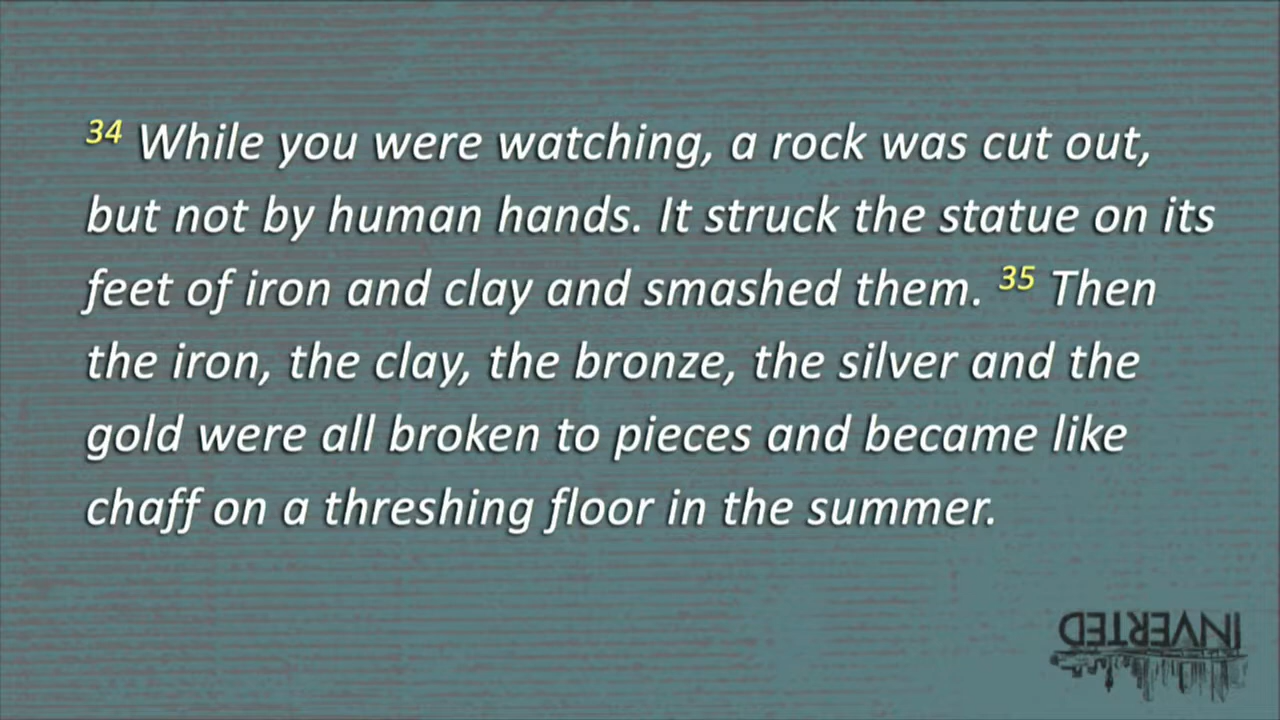 34 While you were watching, a rock was cut out,
but not by human hands. It struck the statue on its
feet of iron and clay and smashed them. 35 Then
the iron, the clay, the bronze, the silver and the
gold were all broken to pieces and became like
chaff on a threshing floor in the summer.
INVERTED